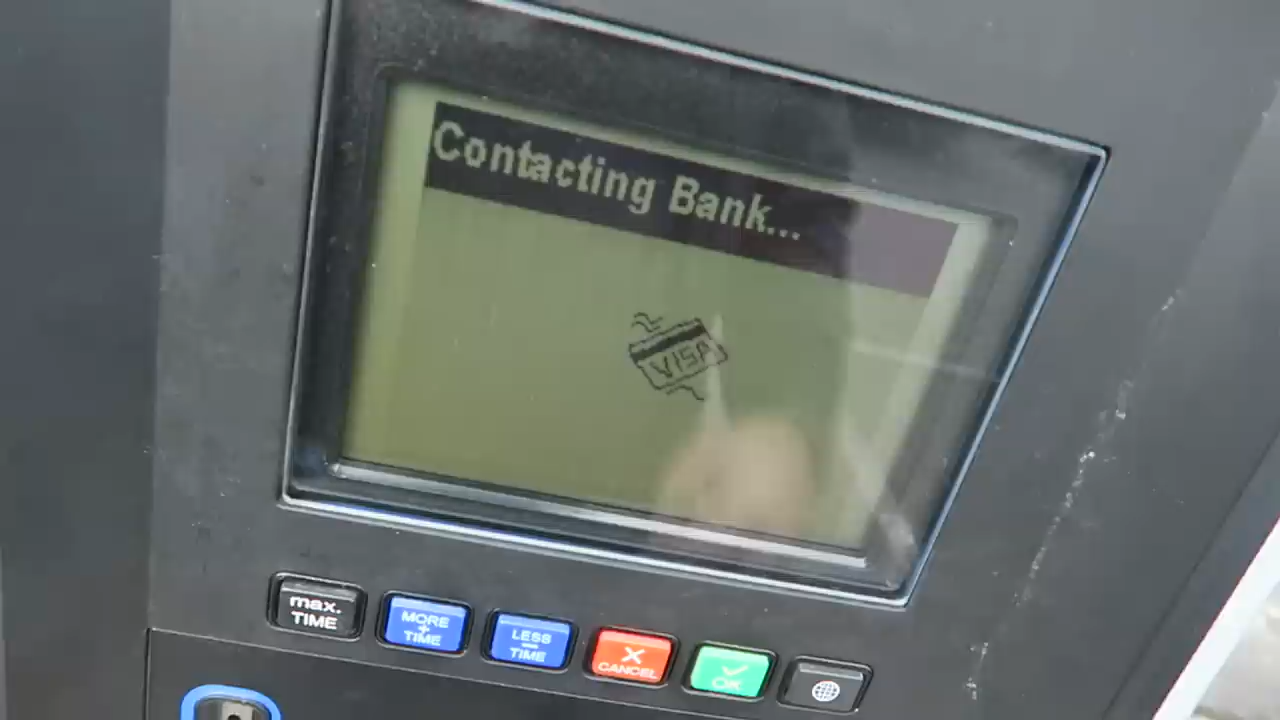 Contacting Bank...
VISA
max.
TIME
MORE
+
TIME
LESS
-
TIME
X
CANCEL
OK